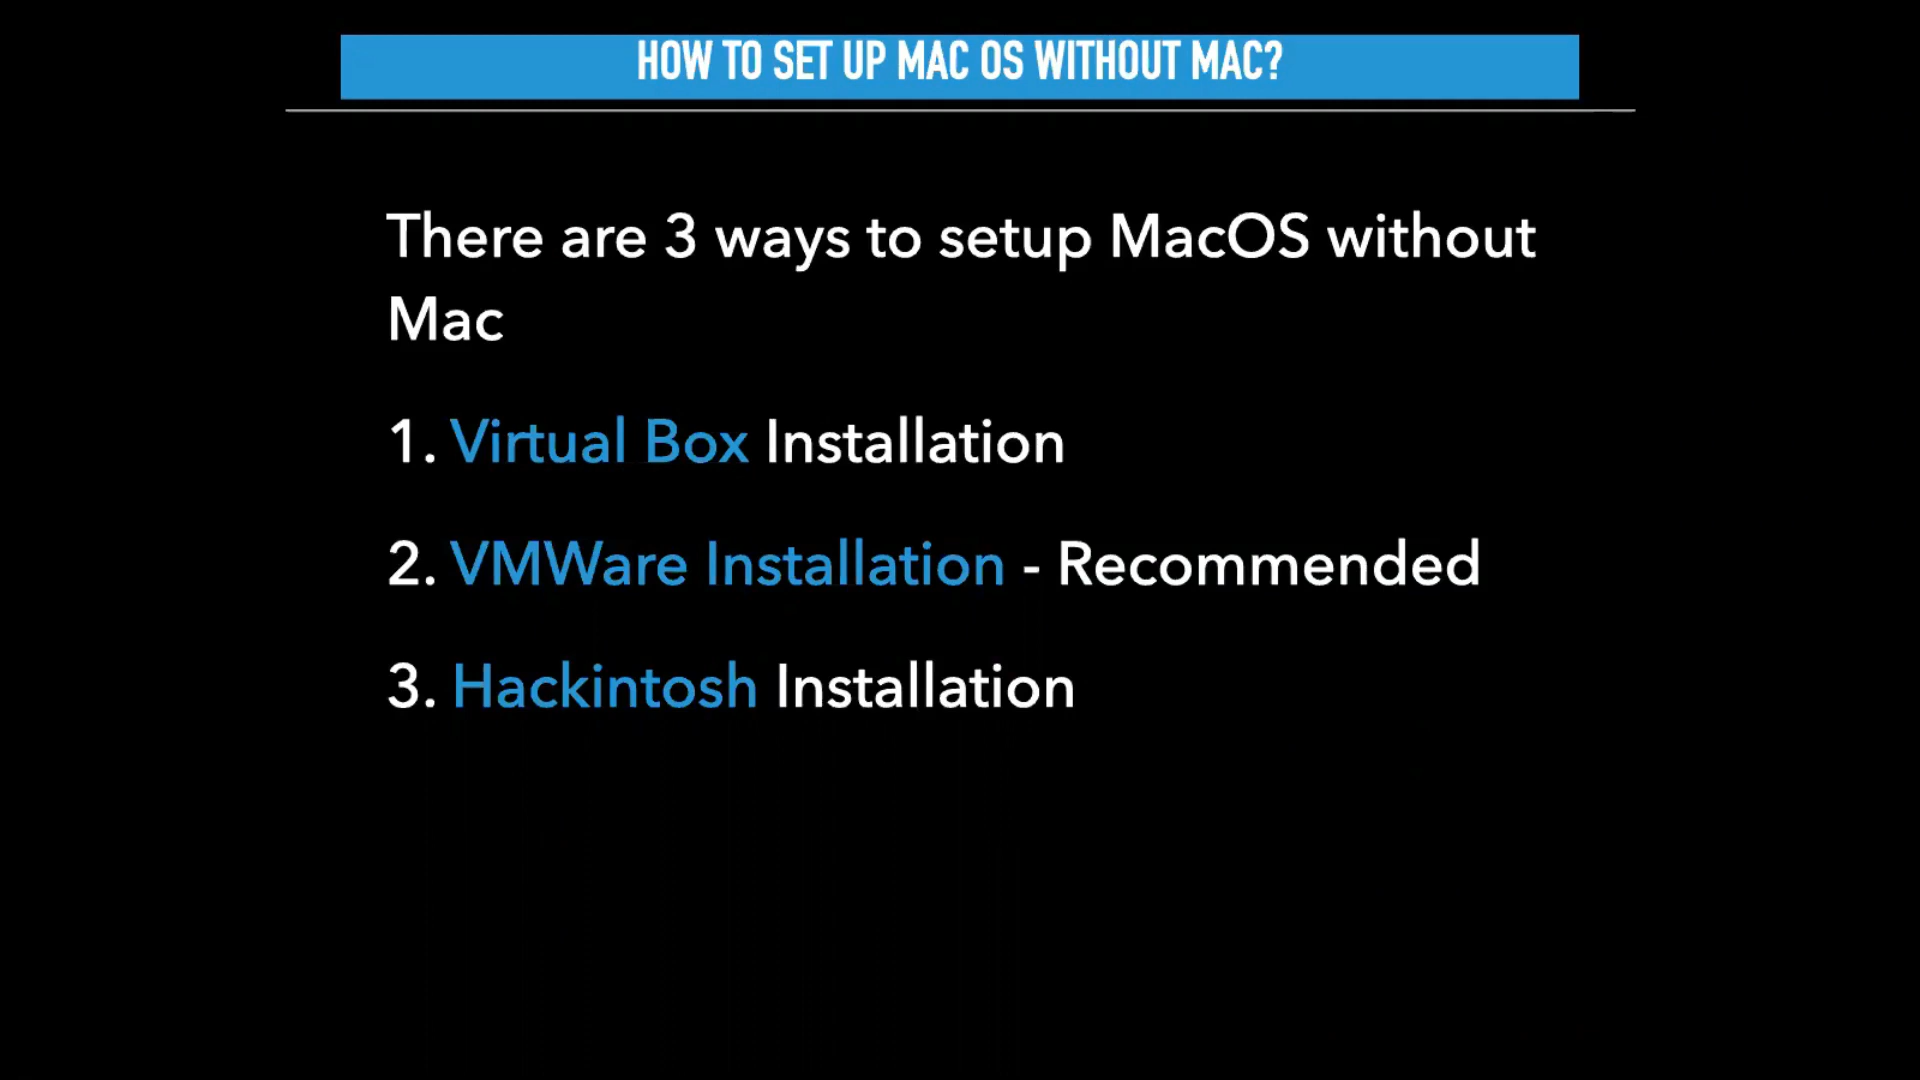 HOW TO SET UP MAC OS WITHOUT MAC?
There are 3 ways to setup MacOS without
Mac
1. Virtual Box Installation
2. VMWare Installation - Recommended
3. Hackintosh Installation